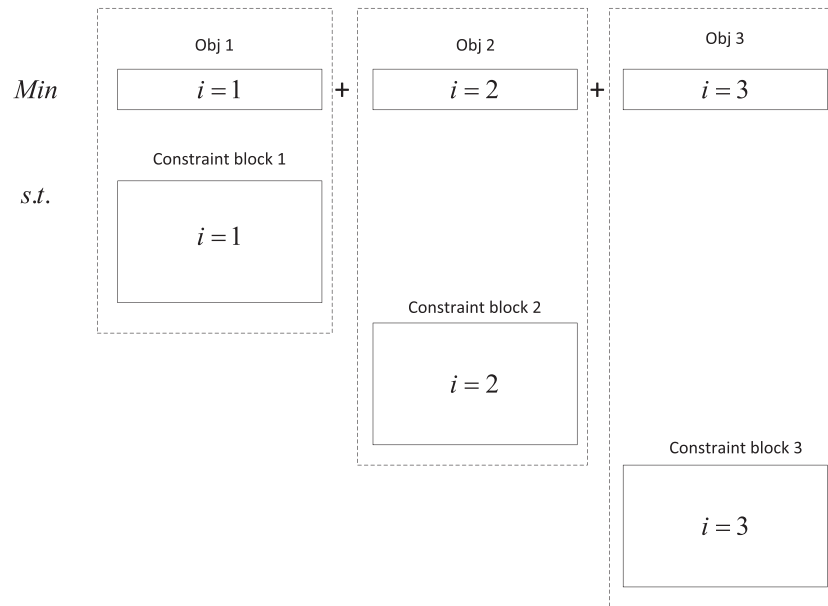 Obj 1
Obj 2
Obj 3
Min
i = 1
+
i = 2
+
i = 3
Constraint block 1
s.t.
i = 1
Constraint block 2
i = 2
Constraint block 3
i = 3